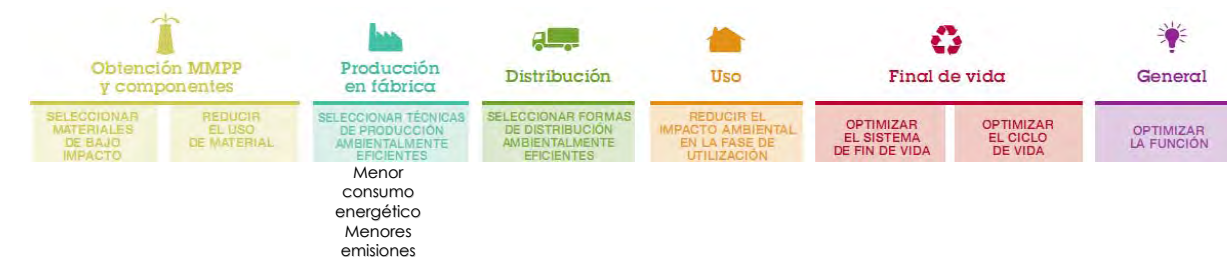 Obtención MMPP
y componentes
SELECCIONAR
MATERIALES
DE BAJO
IMPACTO
REDUCIR
EL USO
DE MATERIAL
Producción
en fábrica
SELECCIONAR TÉCNICAS
DE PRODUCCIÓN
AMBIENTALMENTE
EFICIENTES
Menor
consumo
energético
Menores
emisiones
Distribución
SELECCIONAR FORMAS
DE DISTRIBUCIÓN
AMBIENTALMENTE
EFICIENTES
Uso
REDUCIR EL
IMPACTO AMBIENTAL
EN LA FASE DE
UTILIZACIÓN
Final de vida
OPTIMIZAR
EL SISTEMA
DE FIN DE VIDA
OPTIMIZAR
EL CICLO
DE VIDA
General
OPTIMIZAR
LA FUNCIÓN